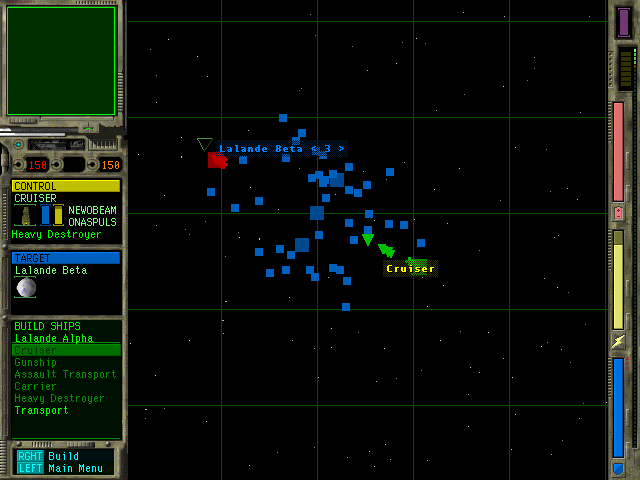 Lalande Beta < 3 >
150
150
CONTROL
CRUISER
NEWOBEAM
ONASPULS
Heavy Destroyer
TARGET
Lalande Beta
Cruiser
BUILD SHIPS
Lalande Alpha
Cruiser
Gunship
Assault Transport
Carrier
Heavy Destroyer
Transport
RGHT Build
LEFT Main Menu